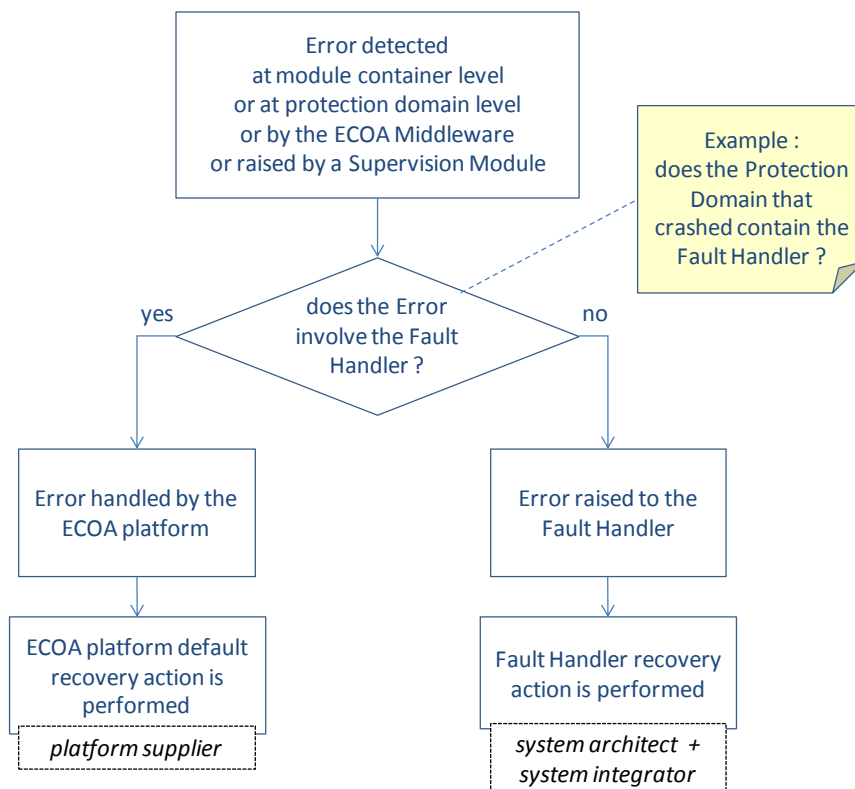 Error detected
at module container level
or at protection domain level
or by the ECOA Middleware
or raised by a Supervision Module
Example :
does the Protection
Domain that
crashed contain the
Fault Handler ?
yes
does the Error
involve the Fault
Handler ?
no
Error handled by the
ECOA platform
Error raised to the
Fault Handler
ECOA platform default
recovery action is
performed
platform supplier
Fault Handler recovery
action is performed
system architect +
system integrator